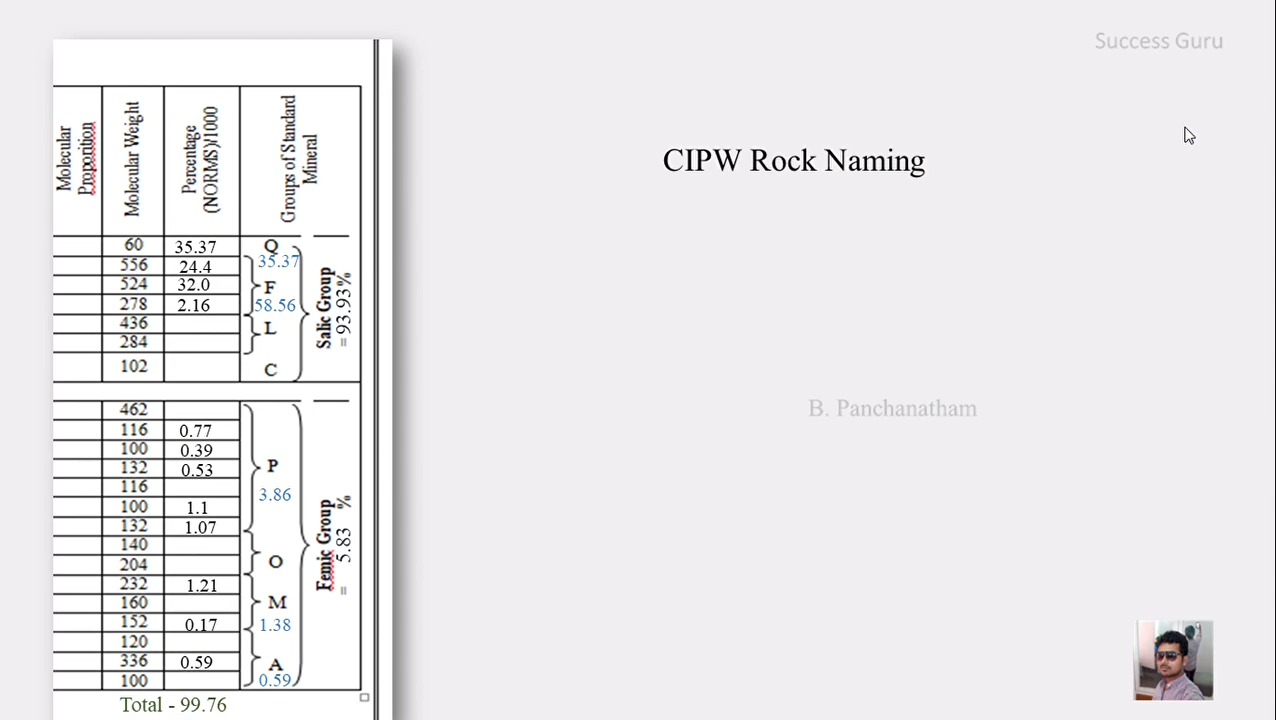 Success Guru
CIPW Rock Naming
B. Panchanatham
Molecular
Proporition
Molecular Weight
Percentage
(NORMS)/1000
Groups of Standard
Mineral
60 35.37 Q
35.37
556 24.4
524 32.0 F
278 2.16 58.56
436 L
284
102 C
Salic Group
= 93.93%
462
116 0.77
100 0.39
132 0.53 P
116 3.86
100 1.1
132 1.07
140
204 O
232 1.21
160 M
152 0.17 1.38
120
336 0.59 A
100 0.59
Femic Group
= 5.83 %
Total - 99.76